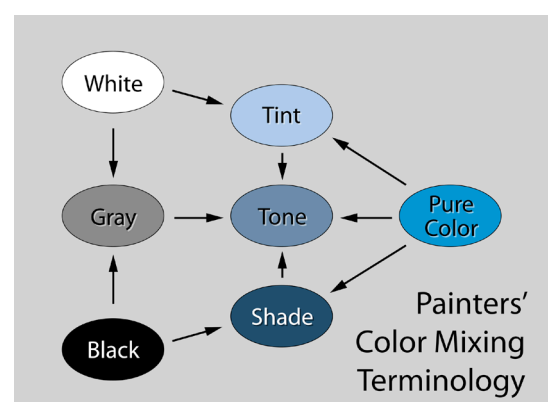 White
Tint
Gray
Tone
Pure
Color
Black
Shade
Painters’
Color Mixing
Terminology